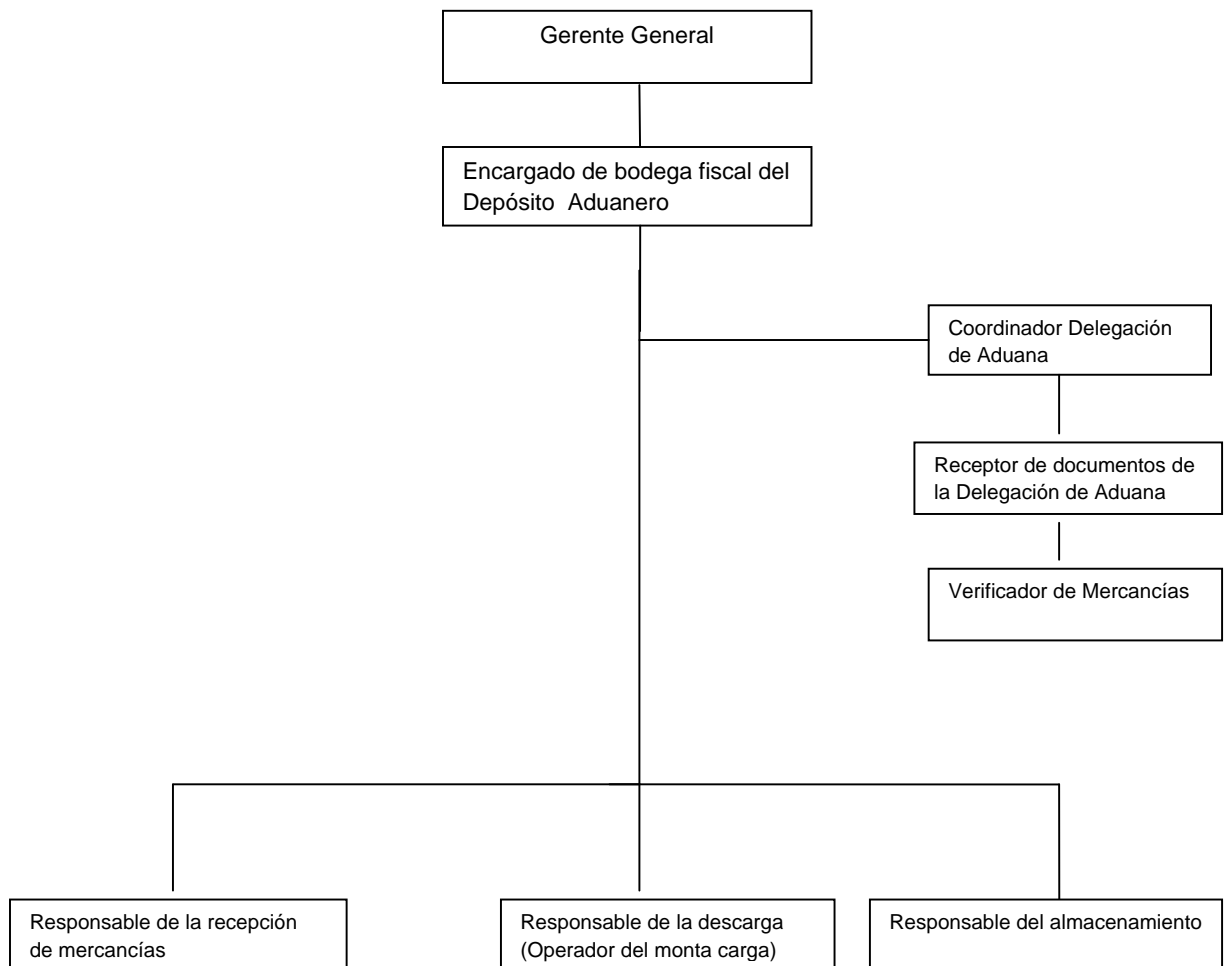 Gerente General
Encargado de bodega fiscal del
Depósito Aduanero
Coordinador Delegación
de Aduana
Receptor de documentos de
la Delegación de Aduana
Verificador de Mercancías
Responsable de la recepción
de mercancías
Responsable de la descarga
(Operador del monta carga)
Responsable del almacenamiento